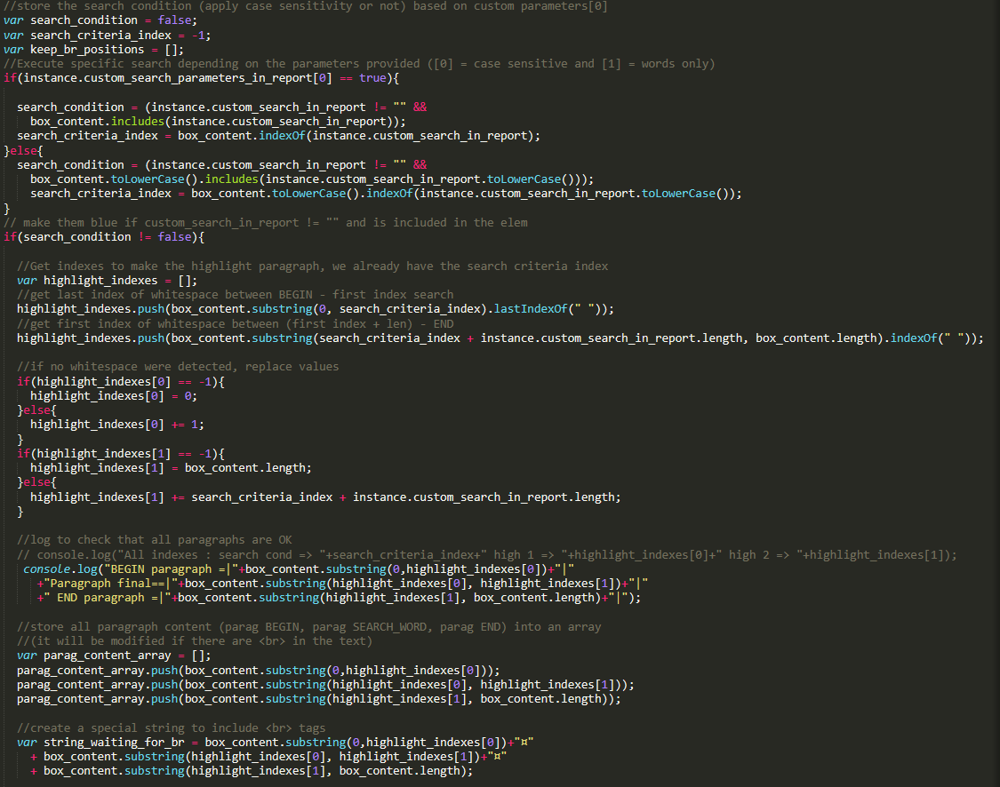 //store the search condition (apply case sensitivity or not) based on custom parameters[0]
var search_condition = false;
var search_criteria_index = -1;
var keep_br_positions = [];
//Execute specific search depending on the parameters provided ([0] = case sensitive and [1] = words only)
if(instance.custom_search_parameters_in_report[0] == true){
search_condition = (instance.custom_search_in_report != "" &&
box_content.includes(instance.custom_search_in_report));
search_criteria_index = box_content.indexOf(instance.custom_search_in_report);
}else{
search_condition = (instance.custom_search_in_report != "" &&
box_content.toLowerCase().includes(instance.custom_search_in_report.toLowerCase()));
search_criteria_index = box_content.toLowerCase().indexOf(instance.custom_search_in_report.toLowerCase());
}
// make them blue if custom_search_in_report != "" and is included in the elem
if(search_condition != false){
//Get indexes to make the highlight paragraph, we already have the search criteria index
var highlight_indexes = [];
//get last index of whitespace between BEGIN - first index search
highlight_indexes.push(box_content.substring(0, search_criteria_index).lastIndexOf(" "));
//get first index of whitespace between (first index + len) - END
highlight_indexes.push(box_content.substring(search_criteria_index + instance.custom_search_in_report.length, box_content.length).indexOf(" "));
//if no whitespace were detected, replace values
if(highlight_indexes[0] == -1){
highlight_indexes[0] = 0;
}else{
highlight_indexes[0] += 1;
}
if(highlight_indexes[1] == -1){
highlight_indexes[1] = box_content.length;
}else{
highlight_indexes[1] += search_criteria_index + instance.custom_search_in_report.length;
}
//log to check that all paragraphs are OK
// console.log("All indexes : search cond => "+search_criteria_index+" high 1 => "+highlight_indexes[0]+" high 2 => "+highlight_indexes[1]);
console.log("BEGIN paragraph =|"+box_content.substring(0,highlight_indexes[0])+"|"
+"Paragraph final==|"+box_content.substring(highlight_indexes[0], highlight_indexes[1])+"|"
+" END paragraph =|"+box_content.substring(highlight_indexes[1], box_content.length)+"|");
//store all paragraph content (parag BEGIN, parag SEARCH_WORD, parag END) into an array
//(it will be modified if there are <br> in the text)
var parag_content_array = [];
parag_content_array.push(box_content.substring(0,highlight_indexes[0]));
parag_content_array.push(box_content.substring(highlight_indexes[0], highlight_indexes[1]));
parag_content_array.push(box_content.substring(highlight_indexes[1], box_content.length));
//create a special string to include <br> tags
var string_waiting_for_br = box_content.substring(0,highlight_indexes[0])+"¤"
+ box_content.substring(highlight_indexes[0], highlight_indexes[1])+"¤"
+ box_content.substring(highlight_indexes[1], box_content.length);